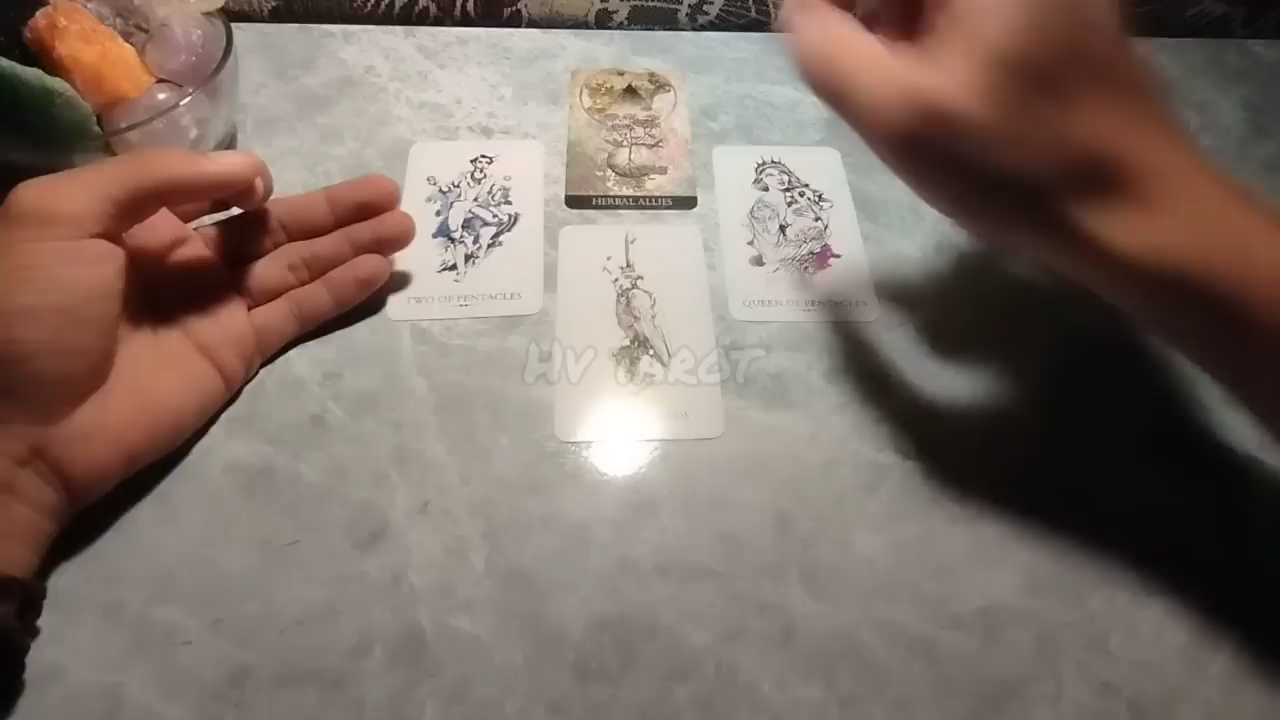 HERBAL ALLIES
TWO OF PENTACLES
QUEEN OF PENTACLES
HV TAROT